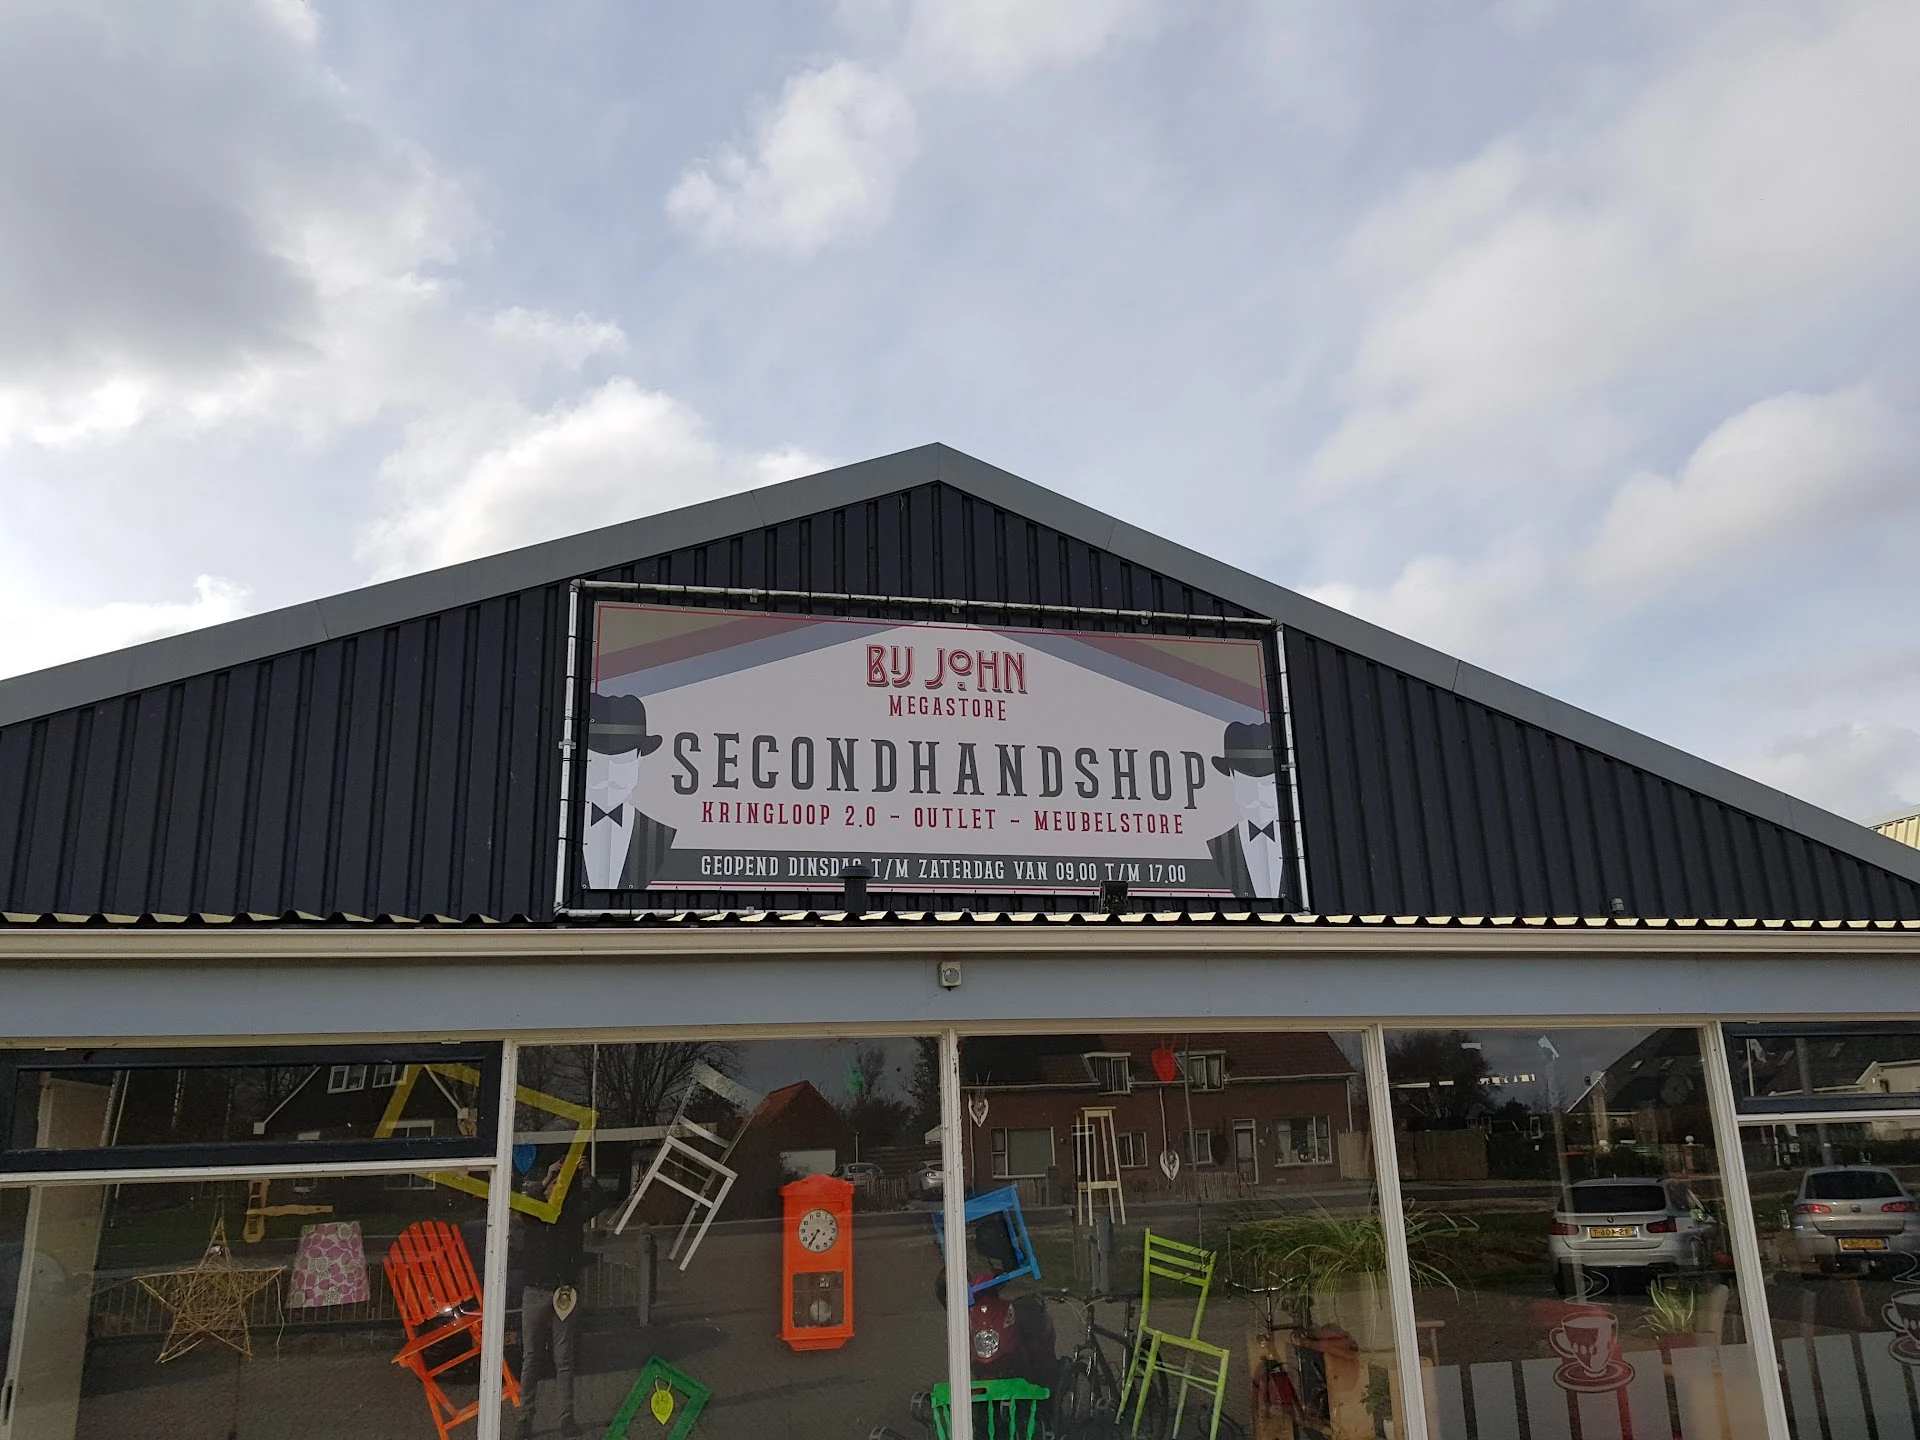 BIJ JOHN
MEGASTORE
SECONDHANDSHOP
KRINGLOOP 2.0 - OUTLET - MEUBELSTORE
GEOPEND DINSDAG T/M ZATERDAG VAN 09.00 T/M 17.00